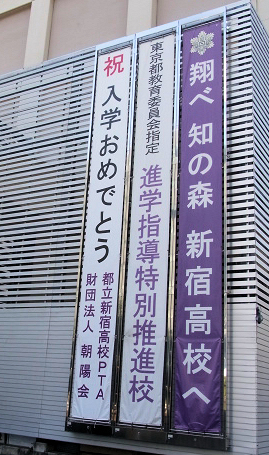 翔べ 知の森 新宿高校へ
東京都教育委員会指定
進学指導特別推進校
祝 入学おめでとう
都立新宿高校PTA
財団法人 朝陽会